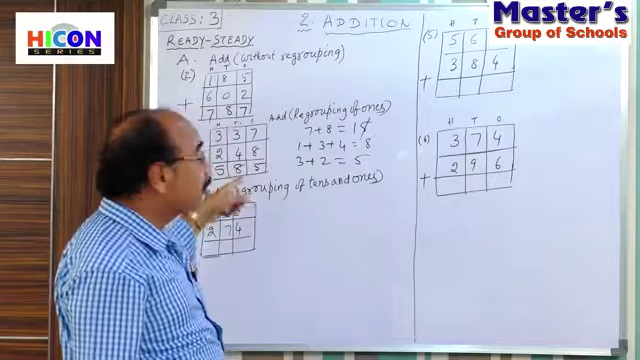 HICON
SERIES
Master's
Group of Schools
CLASS: 3
2. ADDITION
READY-STEADY
A. Add (without regrouping)
H T O
1 8 5
6 0 2
+
7 8 7
H T O
3 3 7
2 4 8
5 8 5
Add (Regrouping of ones)
7+8 = 15
1+3+4 = 8
3+2 = 5
regrouping of tens and ones)
2 7 4
(5)
H T
5 6
3 8 4
+
(6)
H T O
3 7 4
2 9 6
+